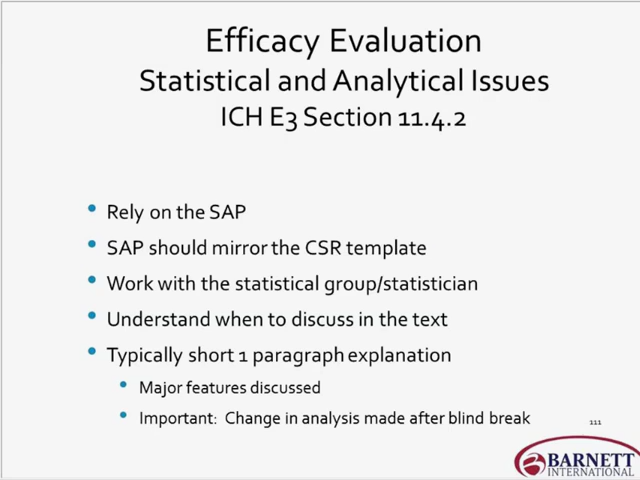 Efficacy Evaluation
Statistical and Analytical Issues
ICH E3 Section 11.4.2
• Rely on the SAP
• SAP should mirror the CSR template
• Work with the statistical group/statistician
• Understand when to discuss in the text
• Typically short 1 paragraph explanation
• Major features discussed
• Important: Change in analysis made after blind break
111
BARNETT
INTERNATIONAL